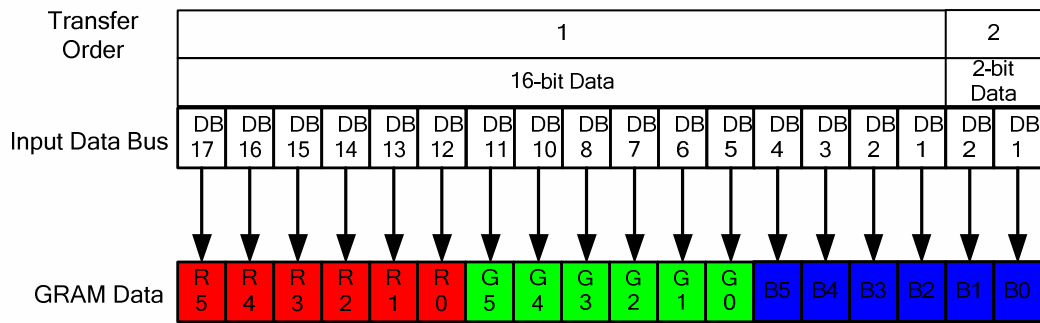 Transfer
Order
1
2
16-bit Data
2-bit
Data
Input Data Bus
DB DB DB DB DB DB DB DB DB DB DB DB DB DB DB DB DB DB
17 16 15 14 13 12 11 10 8 7 6 5 4 3 2 1 2 1
GRAM Data
R R R R R R G G G G G G B5 B4 B3 B2 B1 B0
5 4 3 2 1 0 5 4 3 2 1 0